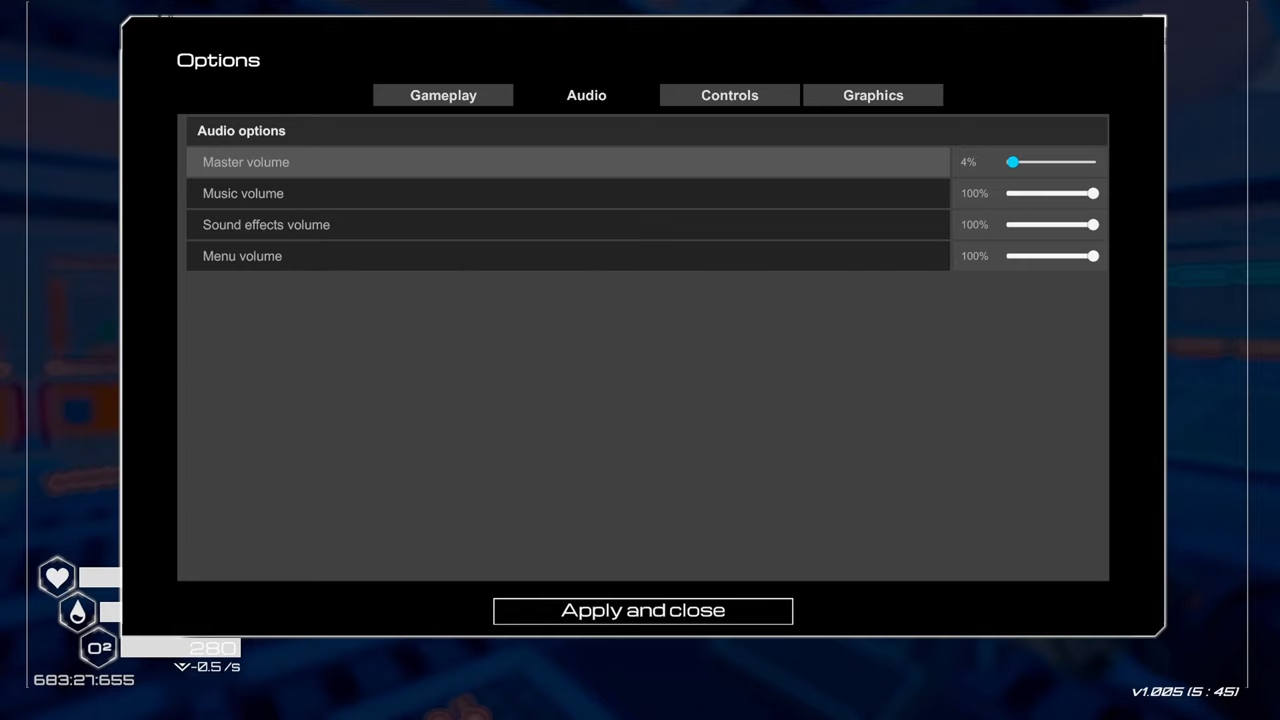 Options
Gameplay Audio Controls Graphics
Audio options
Master volume 4%
Music volume 100%
Sound effects volume 100%
Menu volume 100%
Apply and close
O² 280
-0.5 /s
683:27:655
v1.005 (5 : 45)